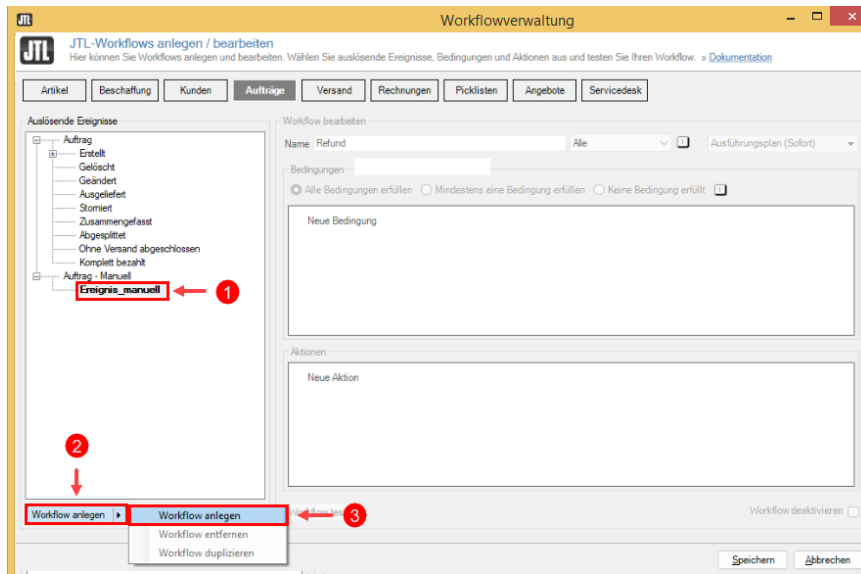 JTL
Workflowverwaltung
JTL
JTL-Workflows anlegen / bearbeiten
Hier können Sie Workflows anlegen und bearbeiten. Wählen Sie auslösende Ereignisse, Bedingungen und Aktionen aus und testen Sie Ihren Workflow. » Dokumentation
Artikel Beschaffung Kunden Aufträge Versand Rechnungen Picklisten Angebote Servicedesk
Auslösende Ereignisse
Auftrag
Erstellt
Gelöscht
Geändert
Ausgeliefert
Storniert
Zusammengefasst
Abgesplittet
Ohne Versand abgeschlossen
Komplett bezahlt
Auftrag - Manuell
Ereignis_manuell
1
2
Workflow anlegen
Workflow anlegen
3
Workflow entfernen
Workflow duplizieren
Workflow bearbeiten
Name Refund Alle Ausführungsplan (Sofort)
Bedingungen
Alle Bedingungen erfüllen Mindestens eine Bedingung erfüllen Keine Bedingung erfüllt
Neue Bedingung
Aktionen
Neue Aktion
Workflow deaktivieren
Speichern Abbrechen